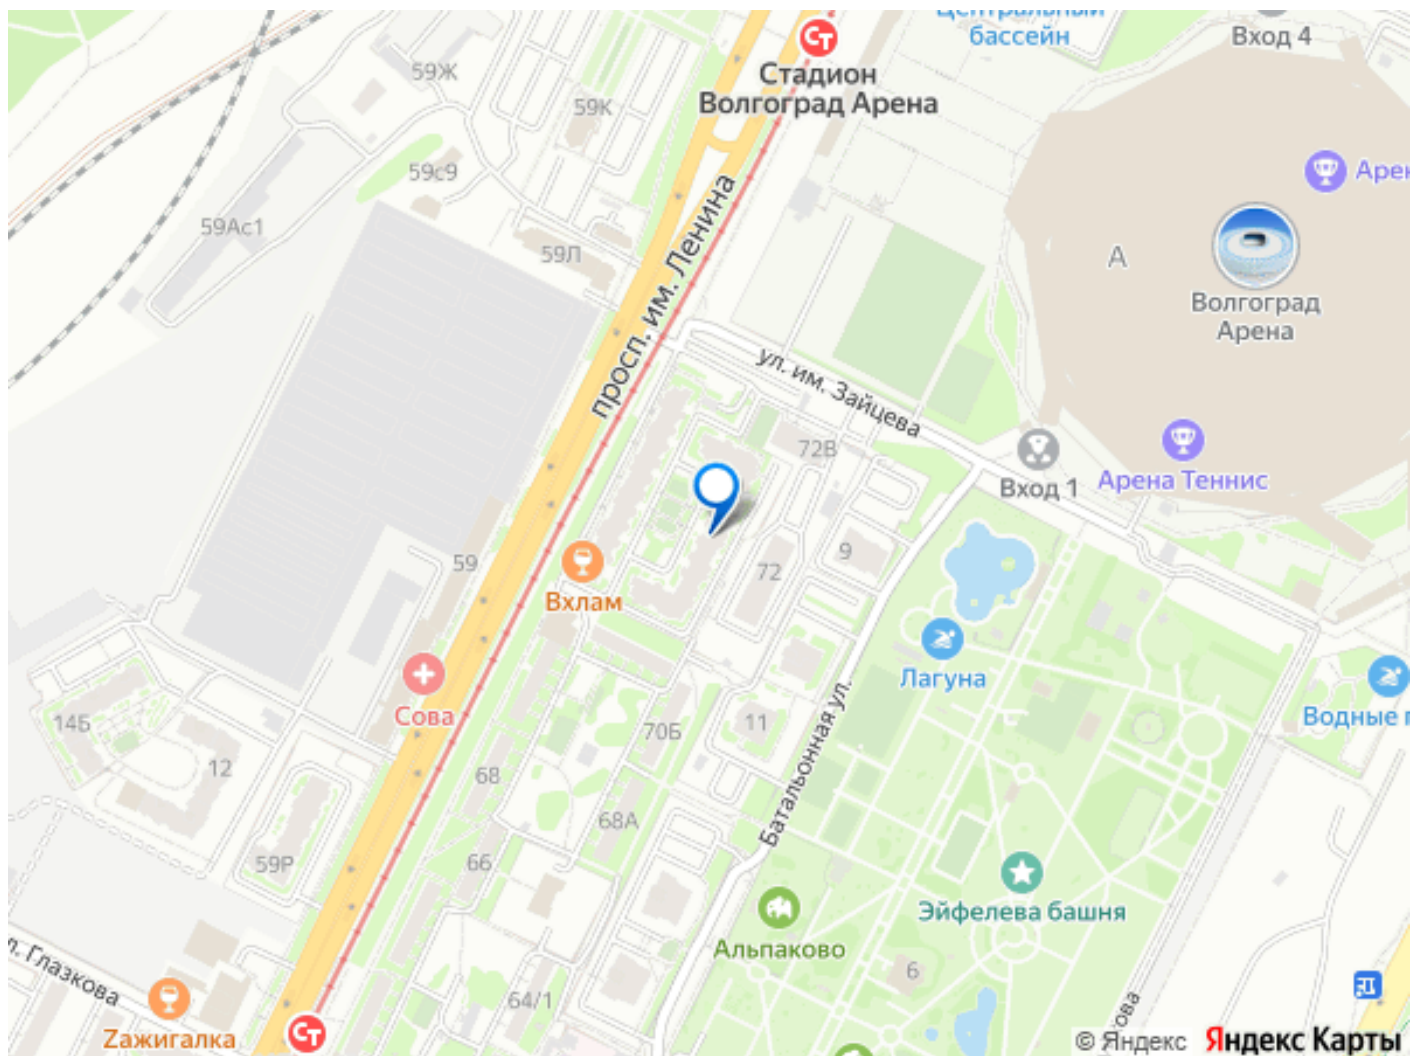 Центральный
бассейн
Вход 4
59Ж
Стадион
Волгоград Арена
59К
59с9
59Ас1
59Л
просп. им. Ленина
А
Волгоград
Арена
ул. им. Зайцева
72В
Вход 1
Арена Теннис
9
59
72
Вхлам
Лагуна
Сова
14Б
12
70Б
11
Батальонная ул.
68
68А
59Р
66
Эйфелева башня
Альпаково
6
64/1
Глазкова
Zажигалка
© Яндекс Яндекс Карты